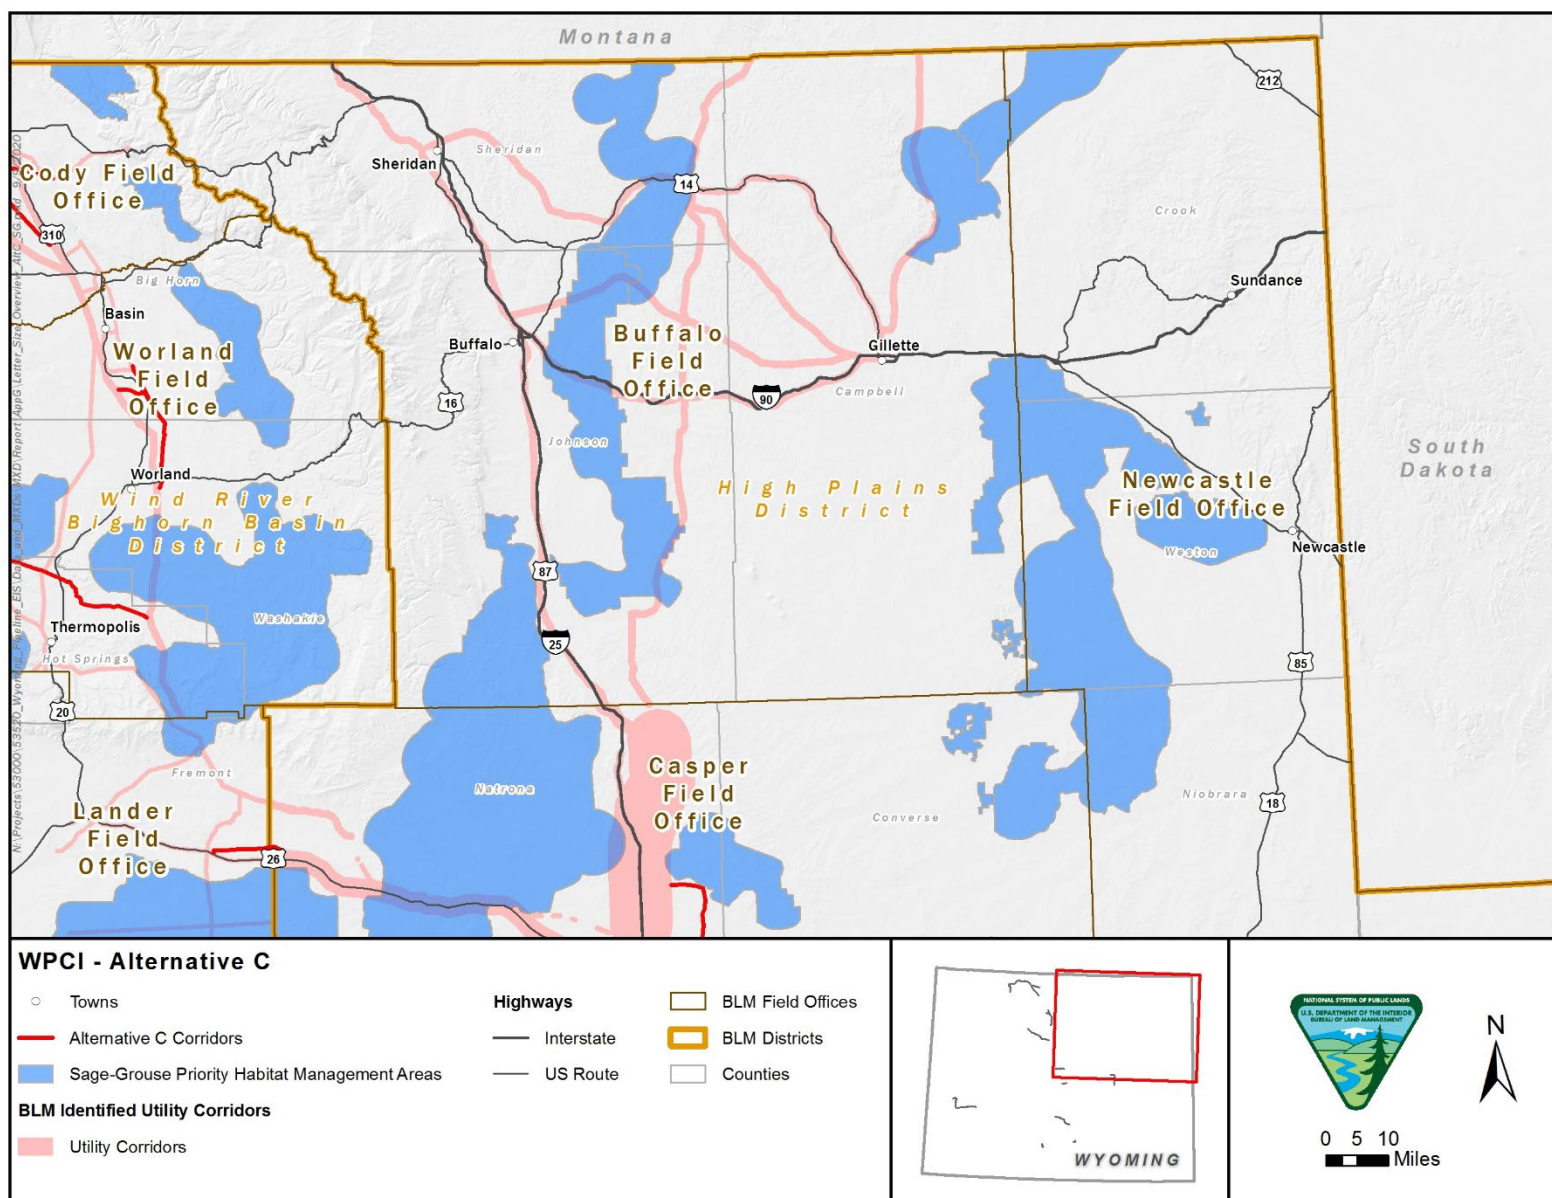 Montana
212
Sheridan
Sheridan
Cody Field
Office
14
310
Crook
Big Horn
Sundance
Basin
Buffalo
Buffalo
Field
Office
Gillette
Worland
Field
Office
16
90
Campbell
Johnson
South
Dakota
Worland
Wind River
Bighorn Basin
District
High Plains
District
Newcastle
Field Office
Newcastle
Weston
87
Washakie
Thermopolis
25
Hot Springs
85
20
Fremont
Natrona
Casper
Field
Office
Niobrara
18
Lander
Field
Office
Converse
26
WPCI - Alternative C
Towns
Alternative C Corridors
Sage-Grouse Priority Habitat Management Areas
BLM Identified Utility Corridors
Utility Corridors
Highways
Interstate
US Route
BLM Field Offices
BLM Districts
Counties
WYOMING
NATIONAL SYSTEM OF PUBLIC LANDS
U.S. DEPARTMENT OF THE INTERIOR
BUREAU OF LAND MANAGEMENT
N
0 5 10
Miles